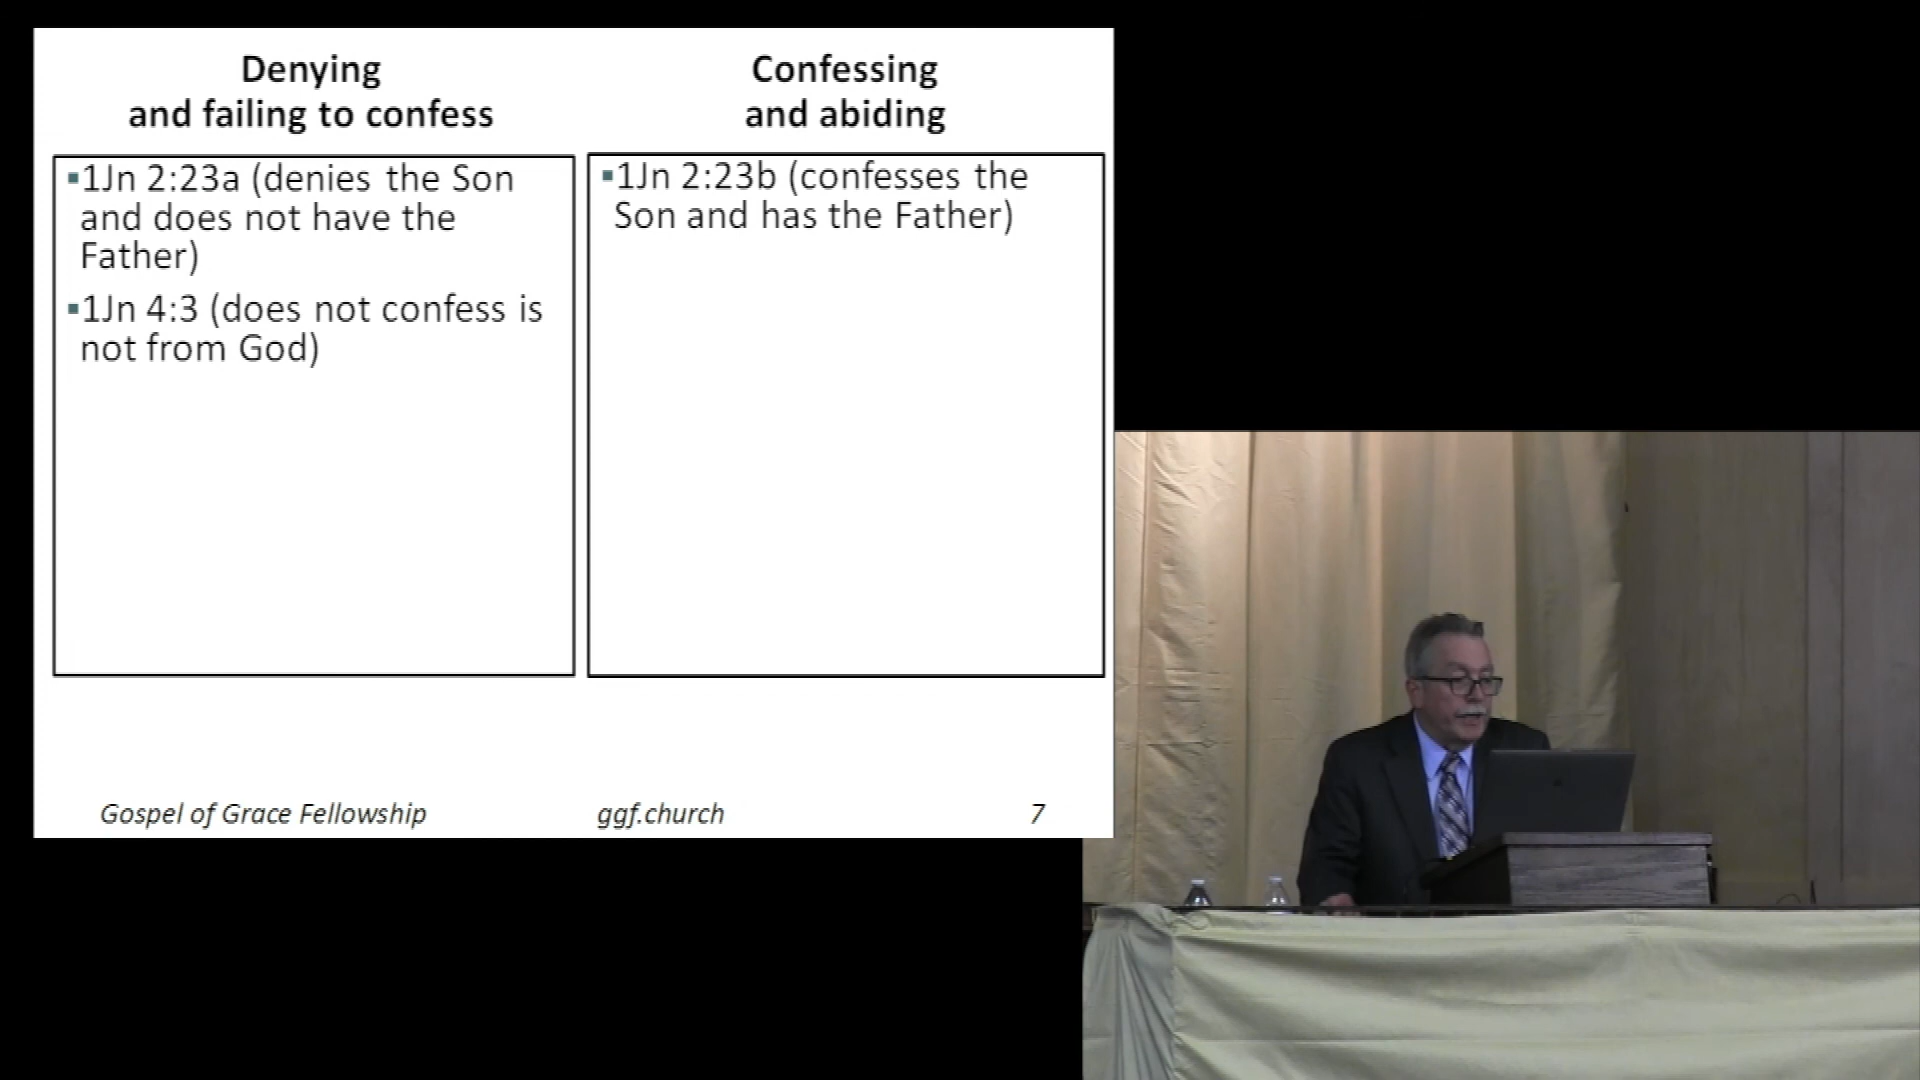 Denying
and failing to confess
▪1Jn 2:23a (denies the Son
and does not have the
Father)
▪1Jn 4:3 (does not confess is
not from God)
Confessing
and abiding
▪1Jn 2:23b (confesses the
Son and has the Father)
Gospel of Grace Fellowship
ggf.church
7